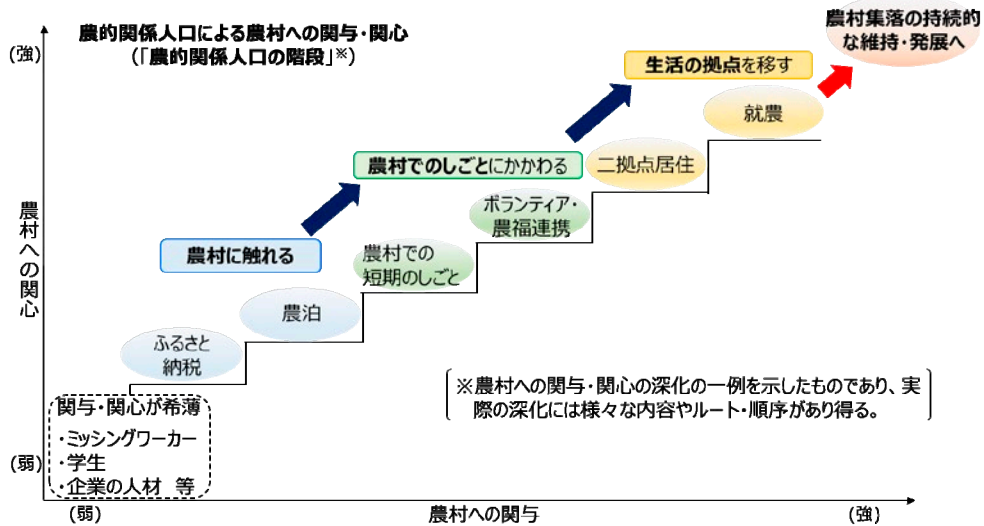 農的関係人口による農村への関与・関心
(「農的関係人口の階段」※)
(強)
農村集落の持続的
な維持・発展へ
生活の拠点を移す
就農
農村でのしごとにかかわる
二拠点居住
ボランティア・
農福連携
農村に触れる
農村での
短期のしごと
農泊
ふるさと
納税
農村への関心
※農村への関与・関心の深化の一例を示したものであり、実
際の深化には様々な内容やルート・順序があり得る。
関与・関心が希薄
・ミッシングワーカー
・学生
・企業の人材 等
(弱)
(弱)
農村への関与
(強)